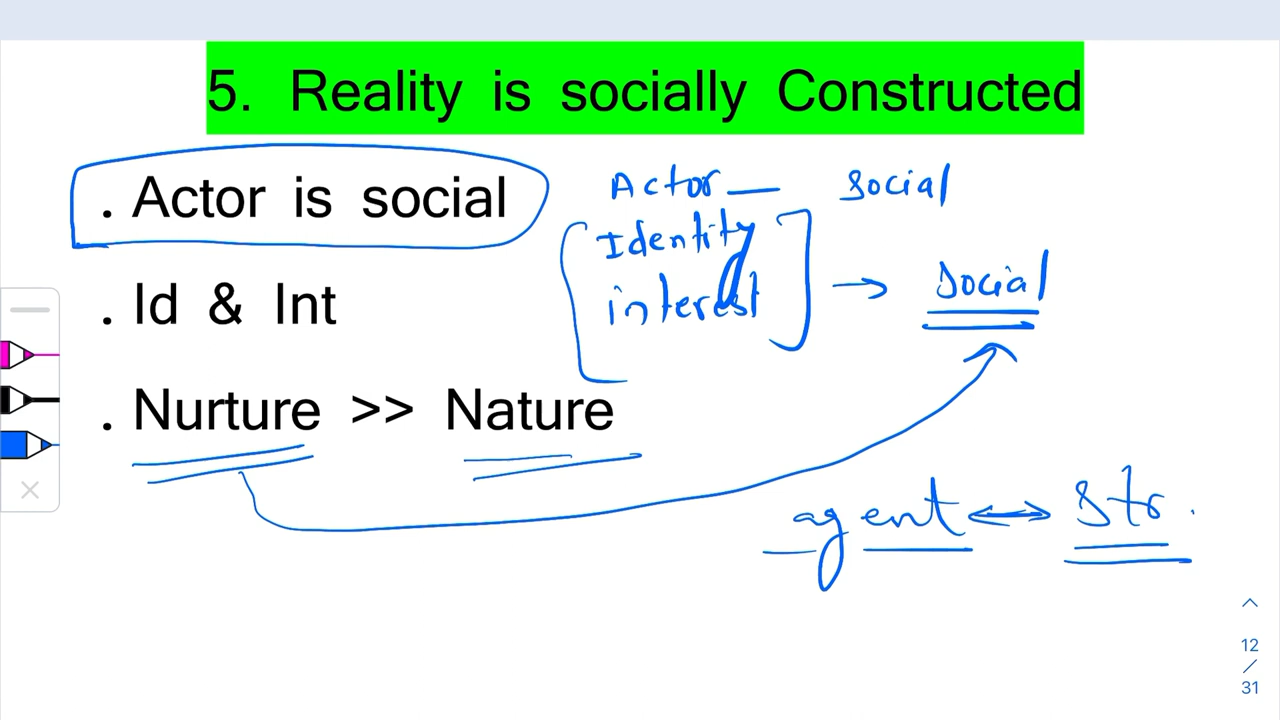 5. Reality is socially Constructed
. Actor is social
Actor — social
Identity
interest → social
. Id & Int
. Nurture >> Nature
agent ↔ Str.
12
/
31